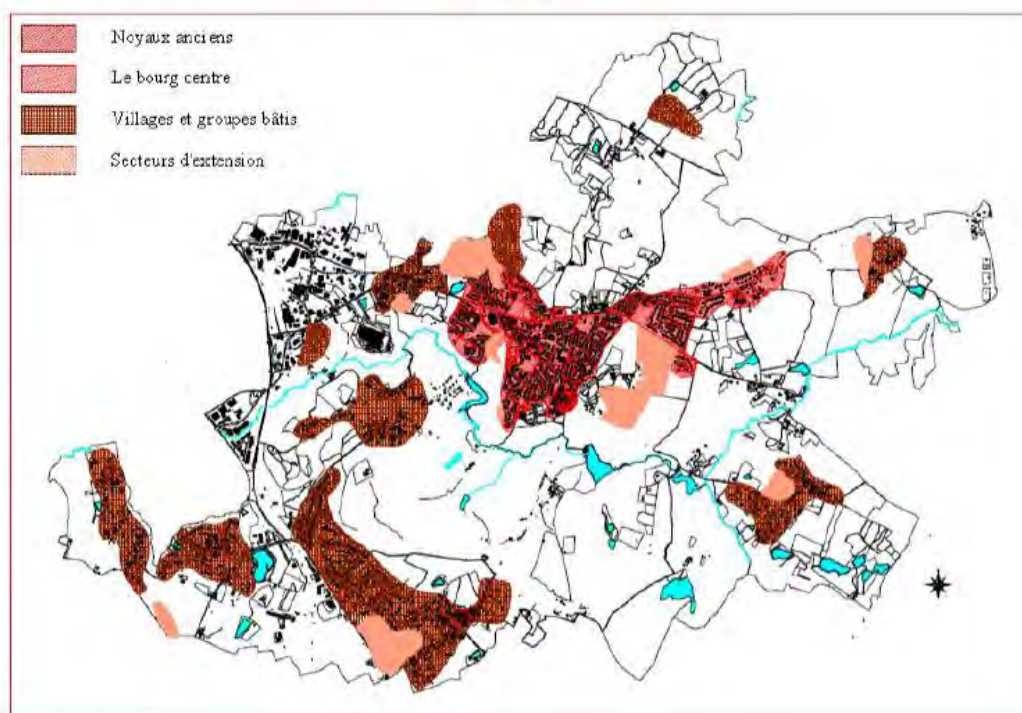 Noyaux anciens
Le bourg centre
Villages et groupes bâtis
Secteurs d'extension